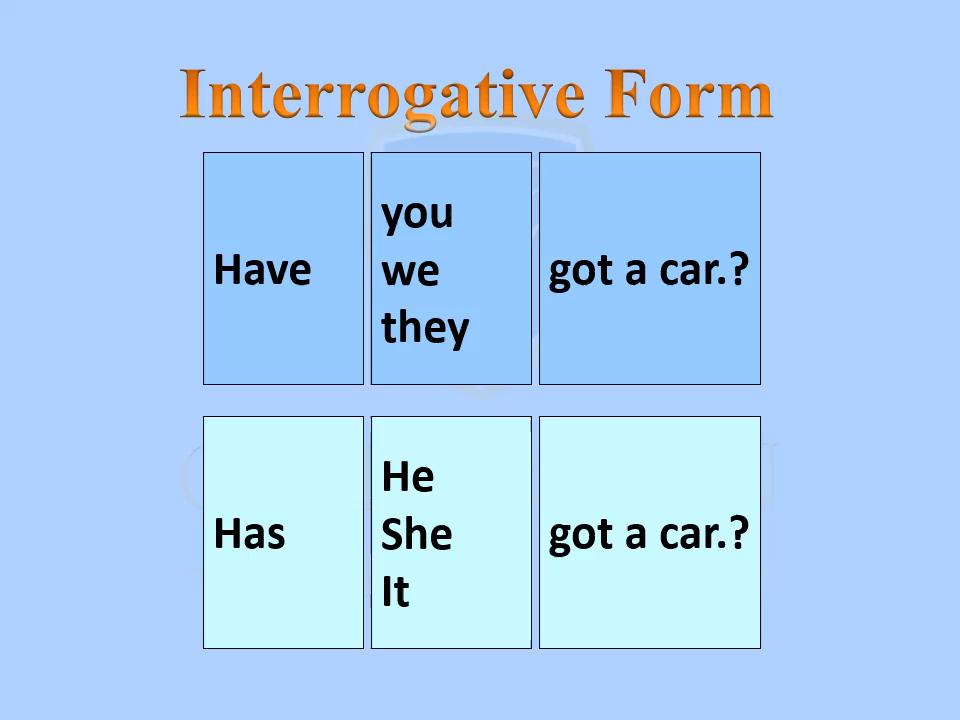 Interrogative Form
you
we
they
Have
got a car.?
He
She
It
Has
got a car.?